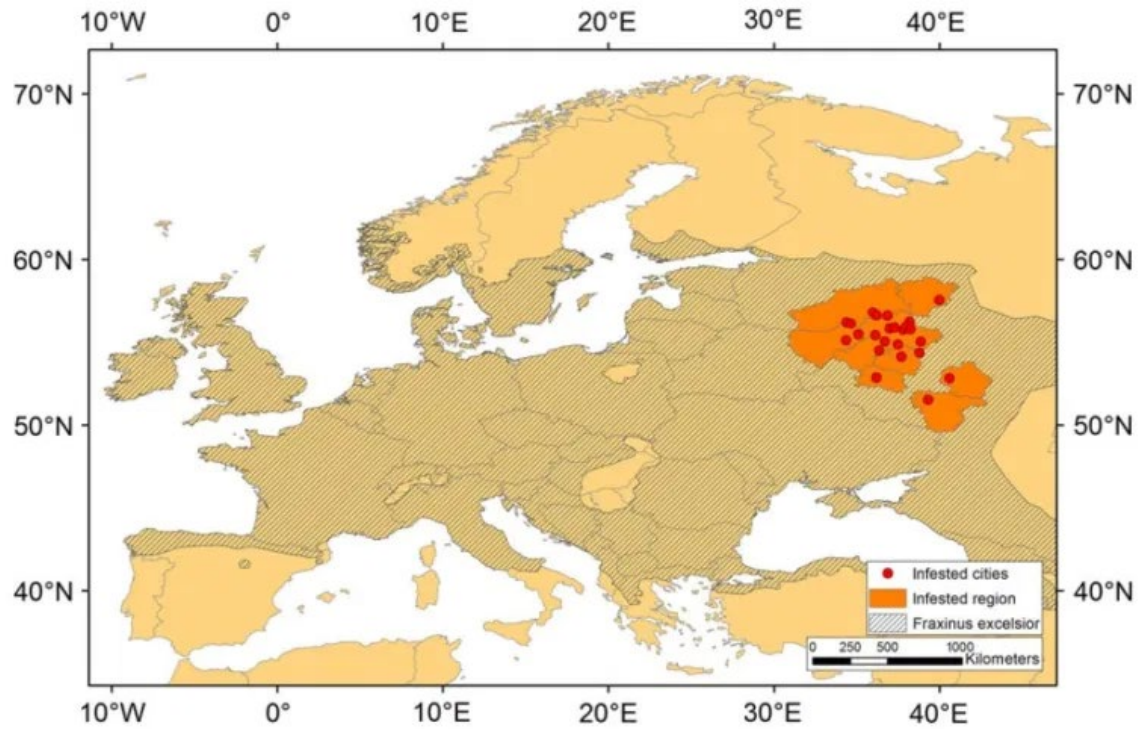 10°W 0° 10°E 20°E 30°E 40°E
70°N 70°N
60°N 60°N
50°N 50°N
40°N 40°N
Infested cities
Infested region
Fraxinus excelsior
0 250 500 1000
Kilometers
10°W 0° 10°E 20°E 30°E 40°E